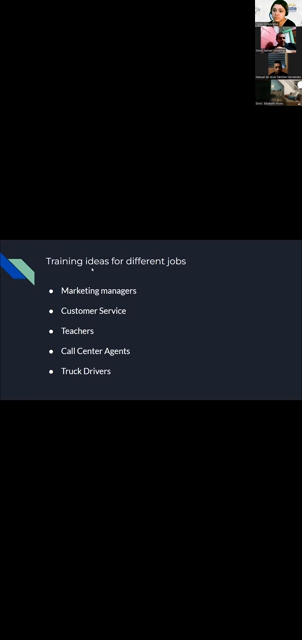 Training ideas for different jobs
● Marketing managers
● Customer Service
● Teachers
● Call Center Agents
● Truck Drivers